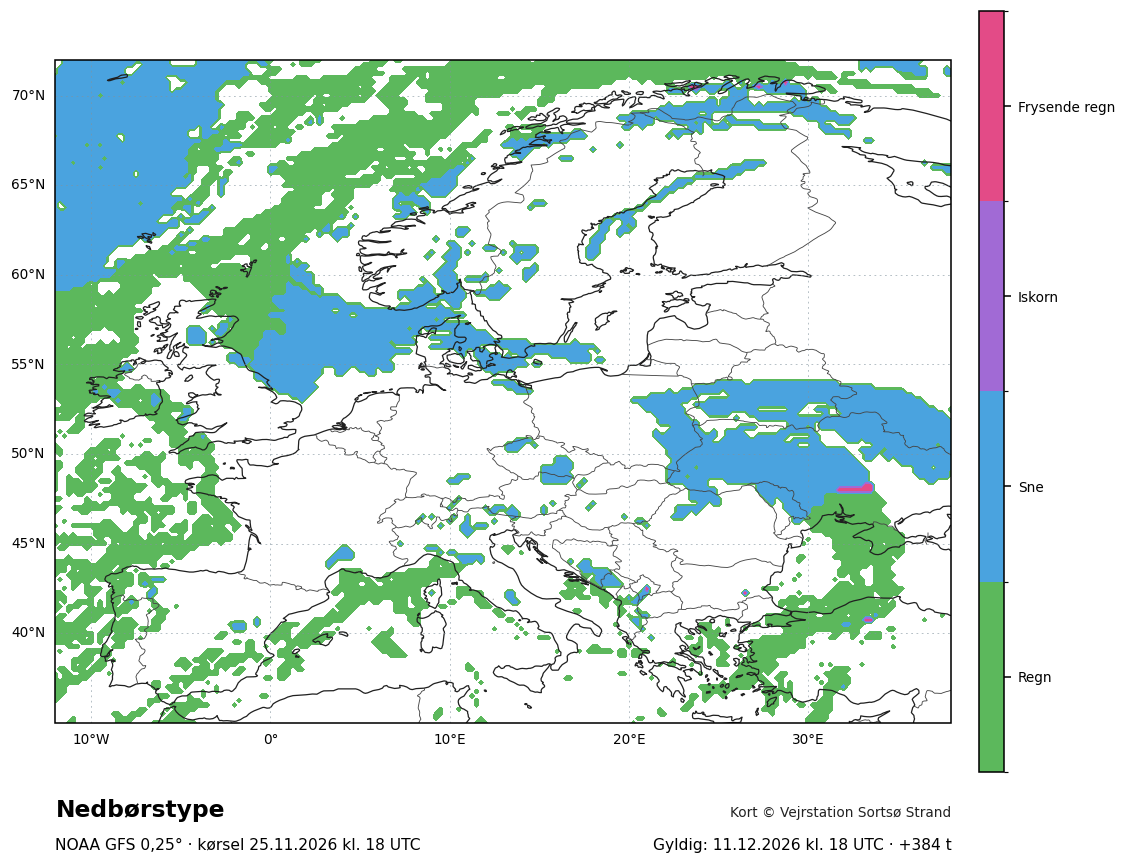 70°N
65°N
60°N
55°N
50°N
45°N
40°N
10°W
0°
10°E
20°E
30°E
Frysende regn
Iskorn
Sne
Regn
Nedbørstype
Kort © Vejrstation Sortsø Strand
NOAA GFS 0,25° · kørsel 25.11.2026 kl. 18 UTC
Gyldig: 11.12.2026 kl. 18 UTC · +384 t